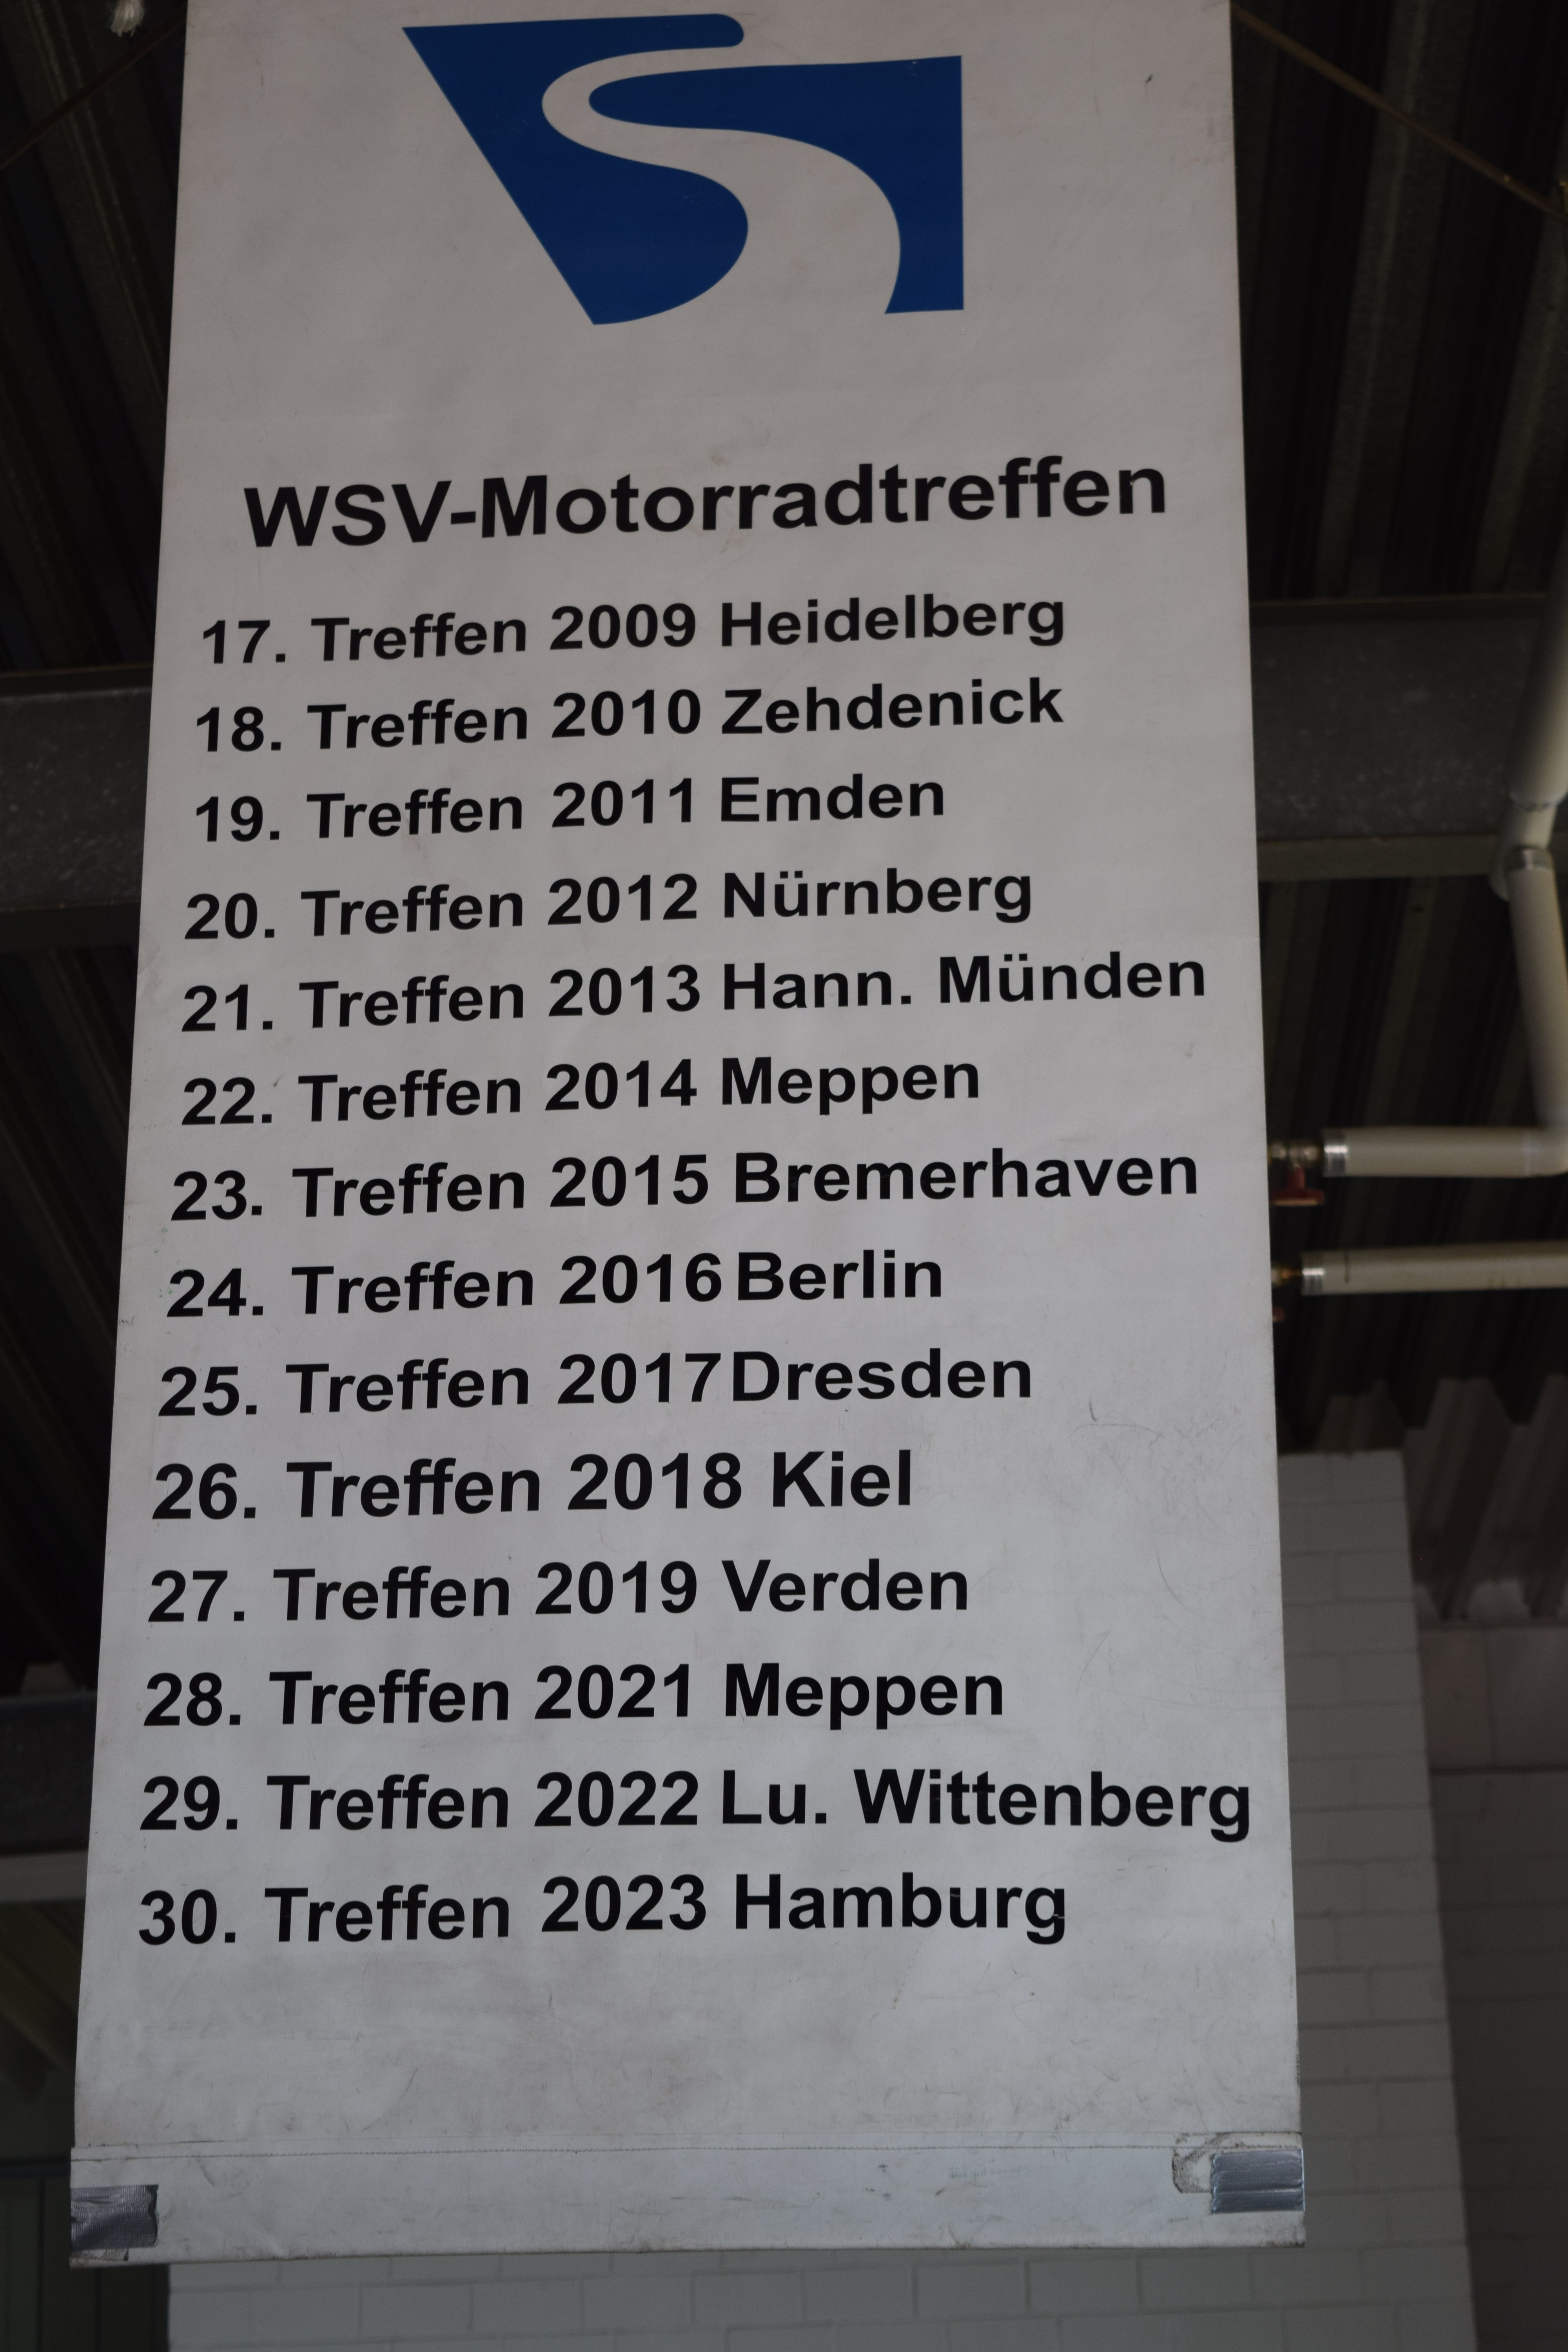 WSV-Motorradtreffen
17. Treffen 2009 Heidelberg
18. Treffen 2010 Zehdenick
19. Treffen 2011 Emden
20. Treffen 2012 Nürnberg
21. Treffen 2013 Hann. Münden
22. Treffen 2014 Meppen
23. Treffen 2015 Bremerhaven
24. Treffen 2016 Berlin
25. Treffen 2017 Dresden
26. Treffen 2018 Kiel
27. Treffen 2019 Verden
28. Treffen 2021 Meppen
29. Treffen 2022 Lu. Wittenberg
30. Treffen 2023 Hamburg